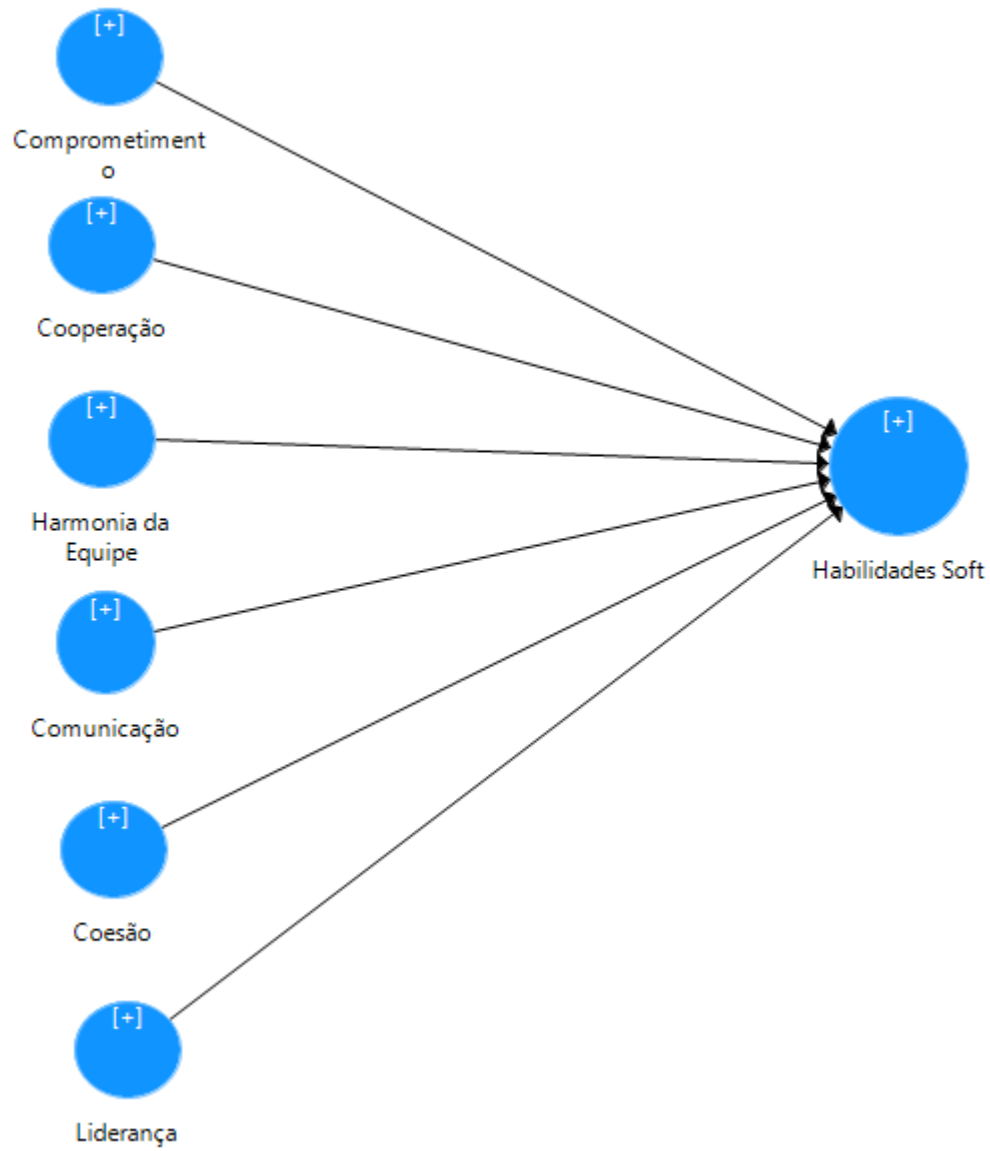 [+]
Comprometiment
o
[+]
Cooperação
[+]
Harmonia da
Equipe
[+]
Comunicação
[+]
Coesão
[+]
Liderança
[+]
Habilidades Soft